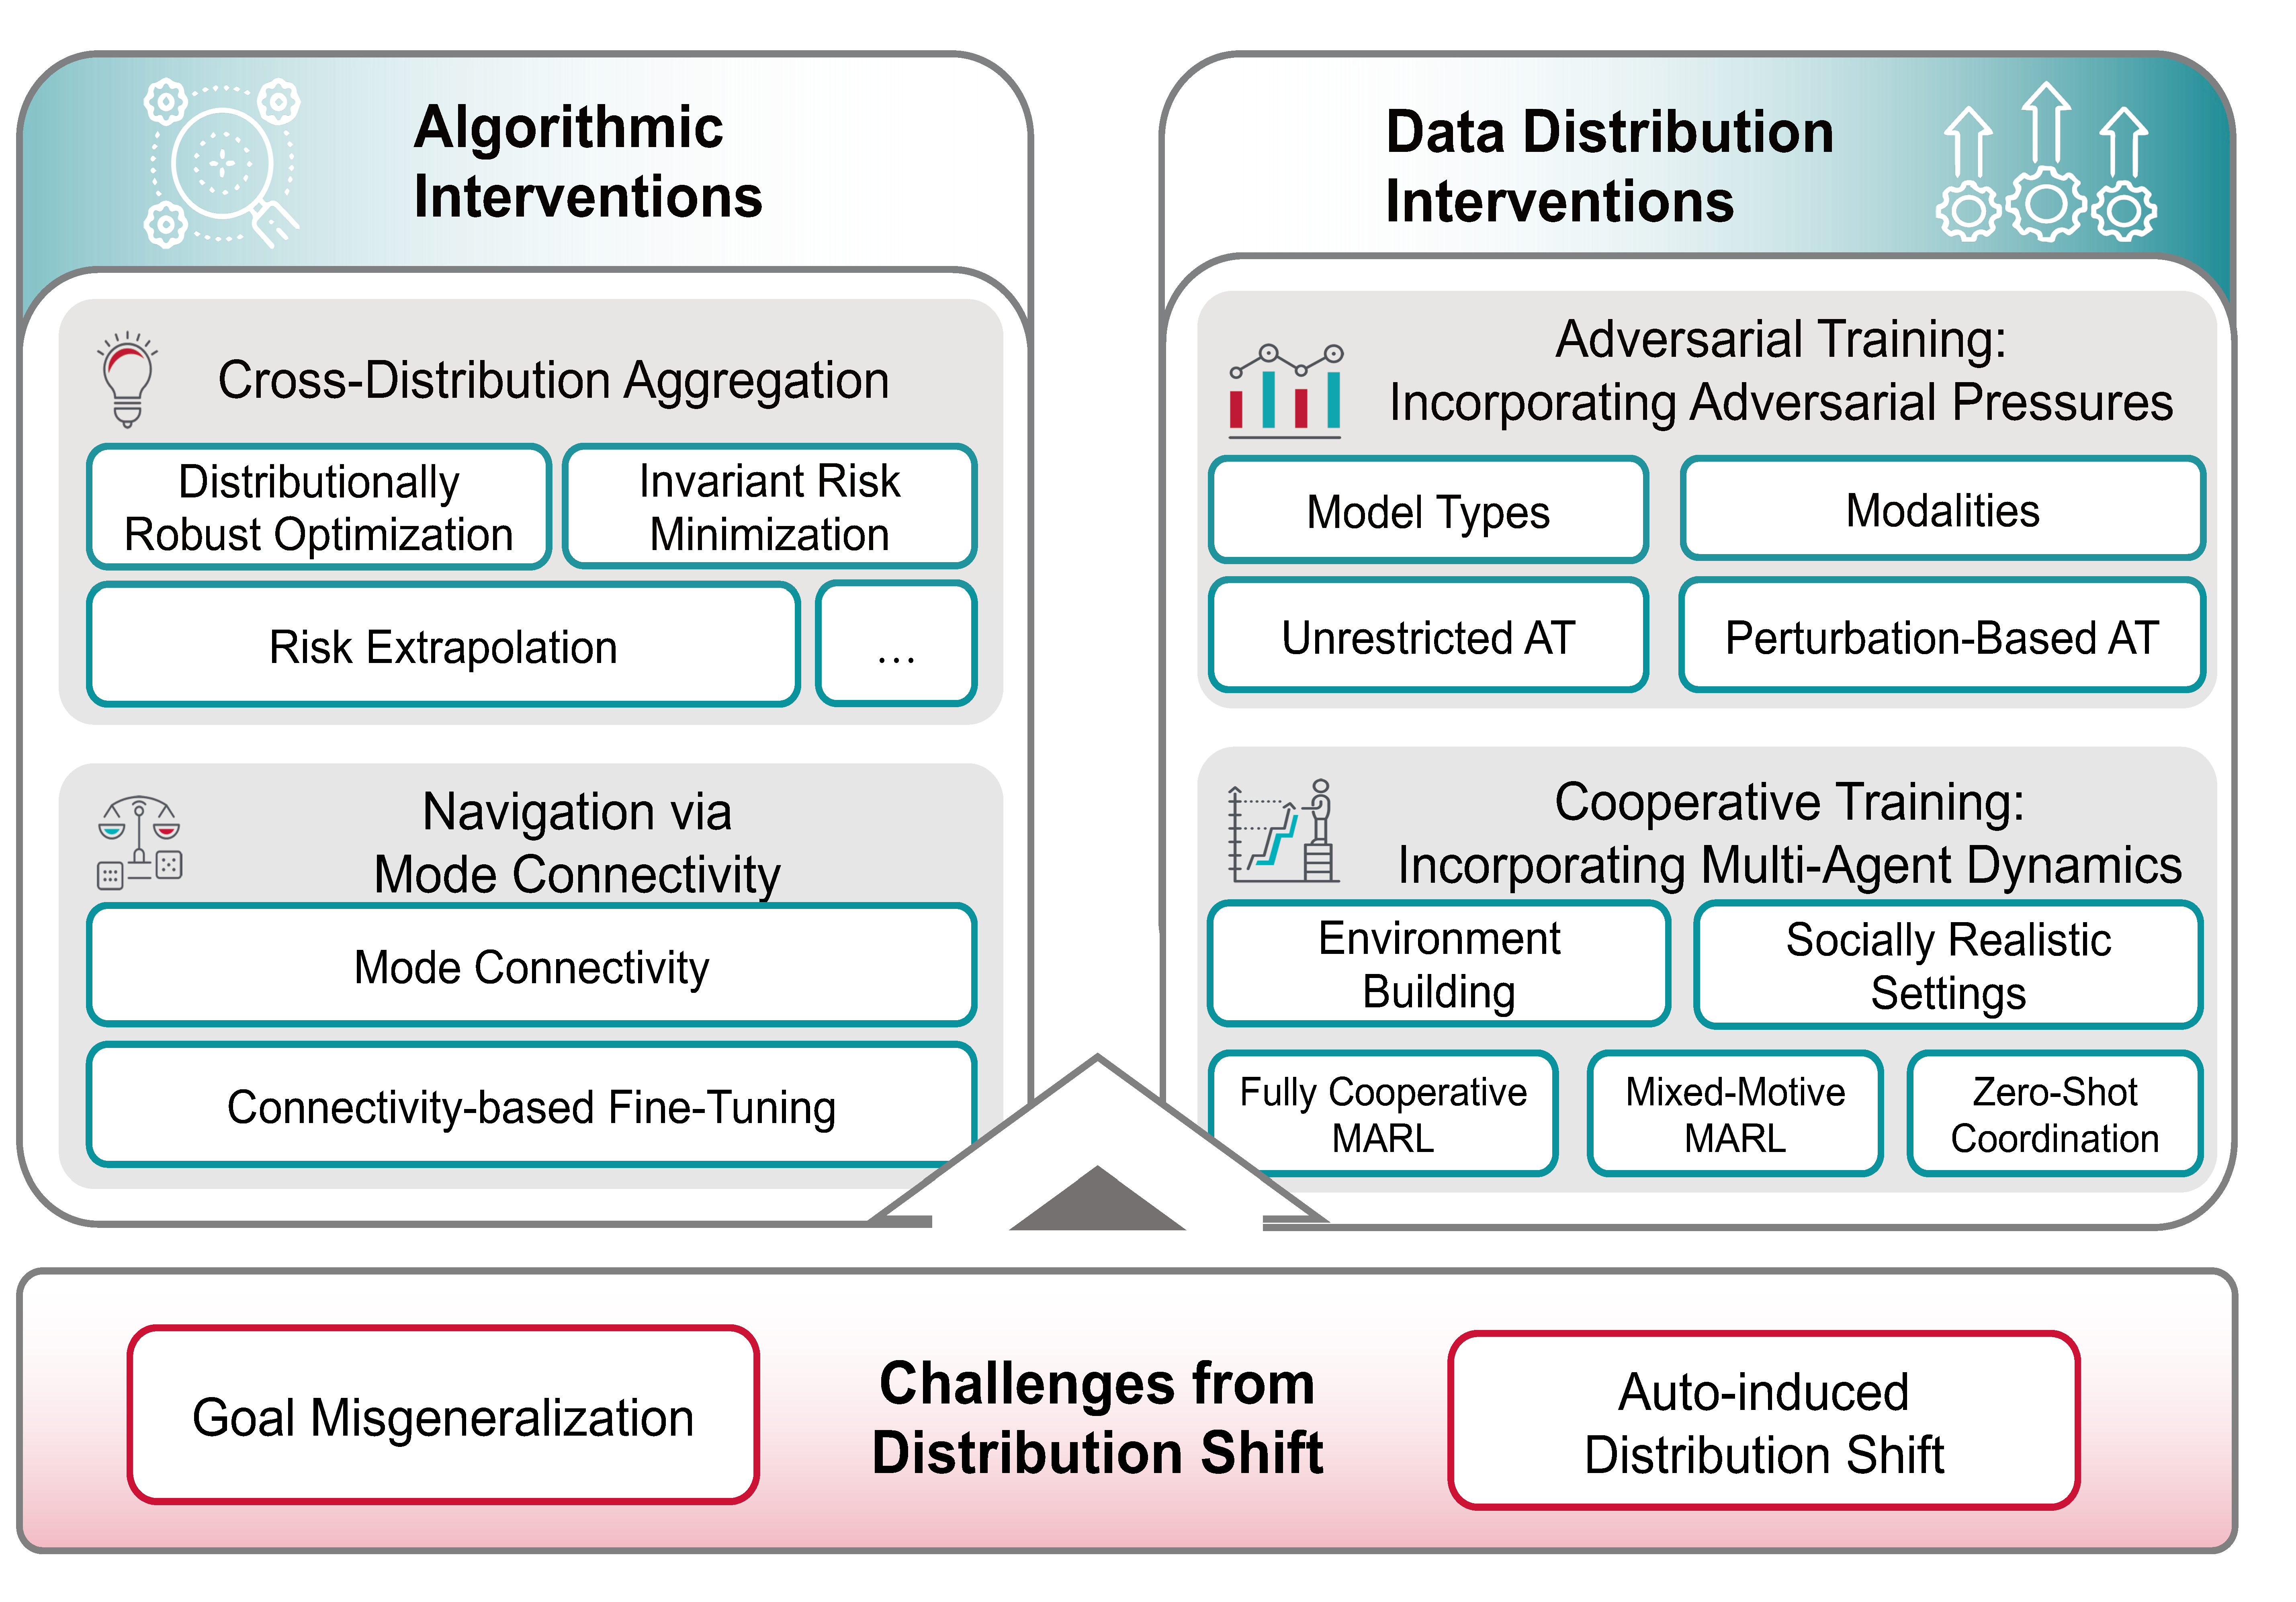 Algorithmic
Interventions
Cross-Distribution Aggregation
Distributionally
Robust Optimization
Invariant Risk
Minimization
Risk Extrapolation
...
Navigation via
Mode Connectivity
Mode Connectivity
Connectivity-based Fine-Tuning
Data Distribution
Interventions
Adversarial Training:
Incorporating Adversarial Pressures
Model Types
Modalities
Unrestricted AT
Perturbation-Based AT
Cooperative Training:
Incorporating Multi-Agent Dynamics
Environment
Building
Socially Realistic
Settings
Fully Cooperative
MARL
Mixed-Motive
MARL
Zero-Shot
Coordination
Goal Misgeneralization
Challenges from
Distribution Shift
Auto-induced
Distribution Shift